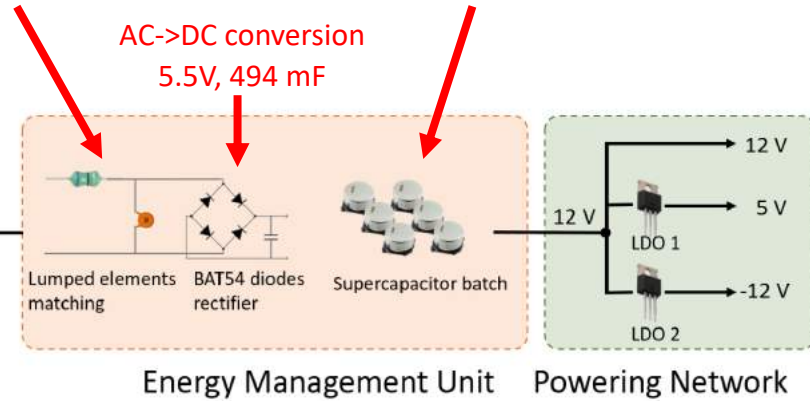 AC->DC conversion
5.5V, 494 mF
Lumped elements
matching
BAT54 diodes
rectifier
Supercapacitor batch
12 V
12 V
LDO 1
5 V
LDO 2
-12 V
Energy Management Unit
Powering Network